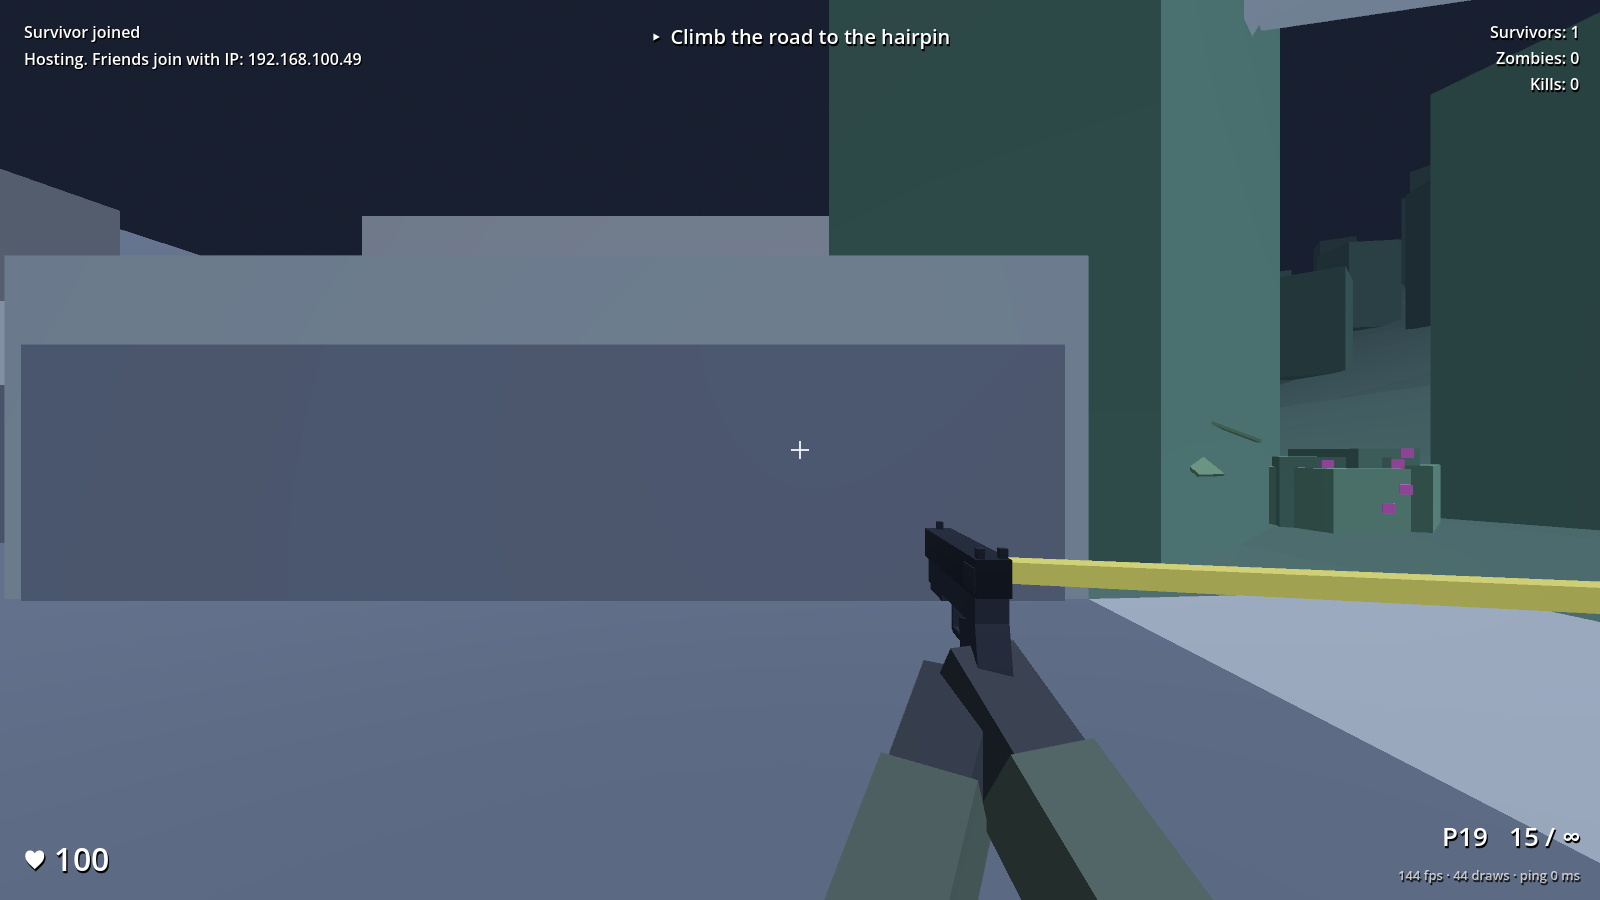 Survivor joined
Hosting. Friends join with IP: 192.168.100.49
▸ Climb the road to the hairpin
Survivors: 1
Zombies: 0
Kills: 0
100
P19 15 / ∞
144 fps · 44 draws · ping 0 ms